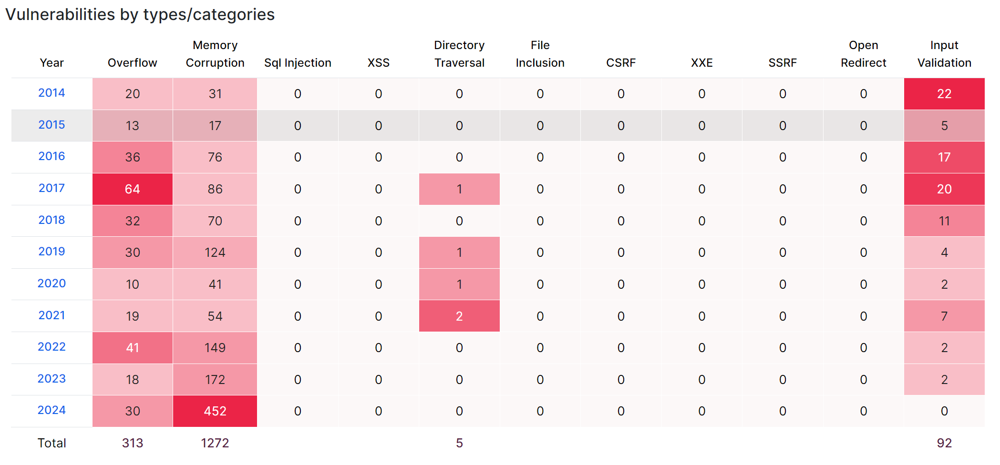 Vulnerabilities by types/categories
Year Overflow Memory Corruption Sql Injection XSS Directory Traversal File Inclusion CSRF XXE SSRF Open Redirect Input Validation
2014 20 31 0 0 0 0 0 0 0 0 22
2015 13 17 0 0 0 0 0 0 0 0 5
2016 36 76 0 0 0 0 0 0 0 0 17
2017 64 86 0 0 1 0 0 0 0 0 20
2018 32 70 0 0 0 0 0 0 0 0 11
2019 30 124 0 0 1 0 0 0 0 0 4
2020 10 41 0 0 1 0 0 0 0 0 2
2021 19 54 0 0 2 0 0 0 0 0 7
2022 41 149 0 0 0 0 0 0 0 0 2
2023 18 172 0 0 0 0 0 0 0 0 2
2024 30 452 0 0 0 0 0 0 0 0 0
Total 313 1272 5 92